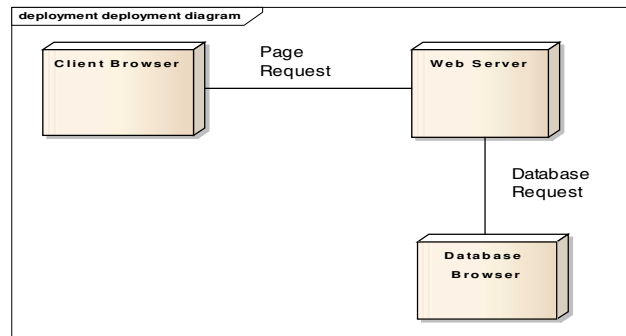 deployment deployment diagram
Client Browser
Page
Request
Web Server
Database
Request
Database
Browser